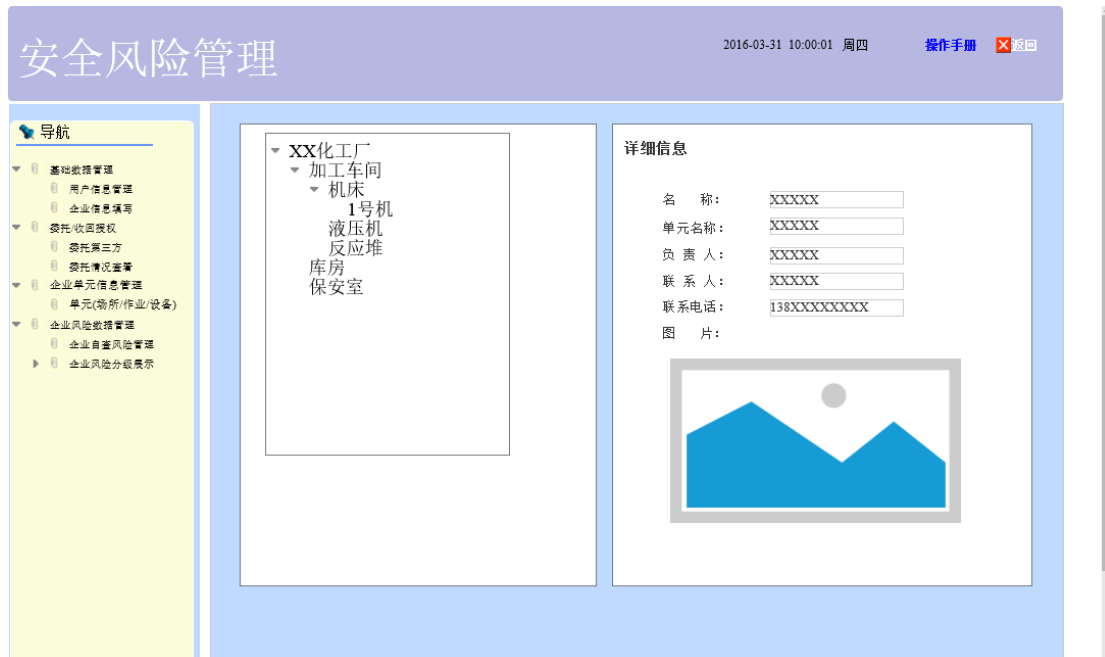 安全风险管理
2016-03-31 10:00:01 周四
操作手册
返回
导航
基础数据管理
用户信息管理
企业信息填写
委托/收回授权
委托第三方
委托情况查看
企业单元信息管理
单元(场所/作业/设备)
企业风险数据管理
企业自查风险管理
企业风险分级展示
XX化工厂
加工车间
机床
1号机
液压机
反应堆
库房
保安室
详细信息
名 称: XXXXX
单元名称: XXXXX
负 责 人: XXXXX
联 系 人: XXXXX
联系电话: 138XXXXXXXX
图 片: